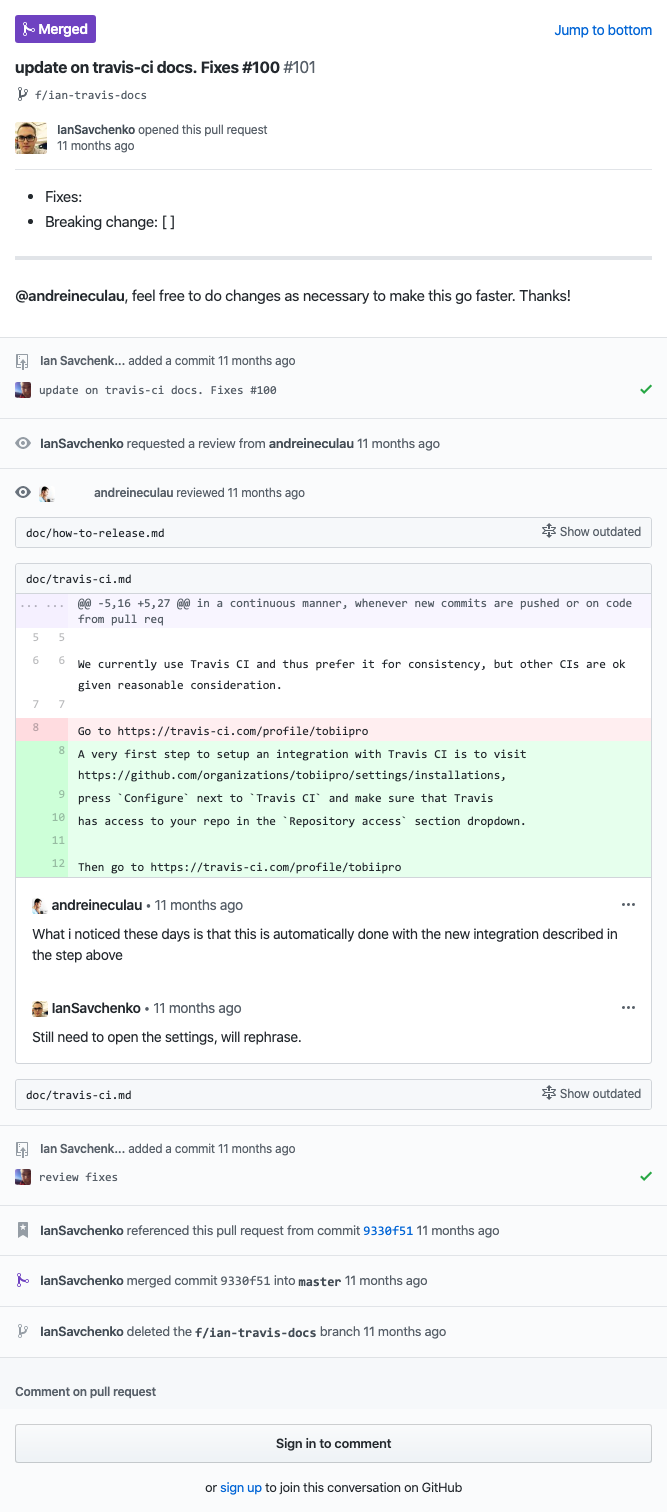 Merged
Jump to bottom
update on travis-ci docs. Fixes #100 #101
f/ian-travis-docs
IanSavchenko opened this pull request
11 months ago
• Fixes:
• Breaking change: [ ]
@andreineculau, feel free to do changes as necessary to make this go faster. Thanks!
Ian Savchenk... added a commit 11 months ago
update on travis-ci docs. Fixes #100
IanSavchenko requested a review from andreineculau 11 months ago
andreineculau reviewed 11 months ago
doc/how-to-release.md
Show outdated
doc/travis-ci.md
... ... @@ -5,16 +5,27 @@ in a continuous manner, whenever new commits are pushed or on code
from pull req
5 5
6 6 We currently use Travis CI and thus prefer it for consistency, but other CIs are ok
given reasonable consideration.
7 7
8 Go to https://travis-ci.com/profile/tobiipro
8 A very first step to setup an integration with Travis CI is to visit
https://github.com/organizations/tobiipro/settings/installations,
9 press `Configure` next to `Travis CI` and make sure that Travis
10 has access to your repo in the `Repository access` section dropdown.
11
12 Then go to https://travis-ci.com/profile/tobiipro
andreineculau • 11 months ago
What i noticed these days is that this is automatically done with the new integration described in
the step above
IanSavchenko • 11 months ago
Still need to open the settings, will rephrase.
doc/travis-ci.md
Show outdated
Ian Savchenk... added a commit 11 months ago
review fixes
IanSavchenko referenced this pull request from commit 9330f51 11 months ago
IanSavchenko merged commit 9330f51 into master 11 months ago
IanSavchenko deleted the f/ian-travis-docs branch 11 months ago
Comment on pull request
Sign in to comment
or sign up to join this conversation on GitHub